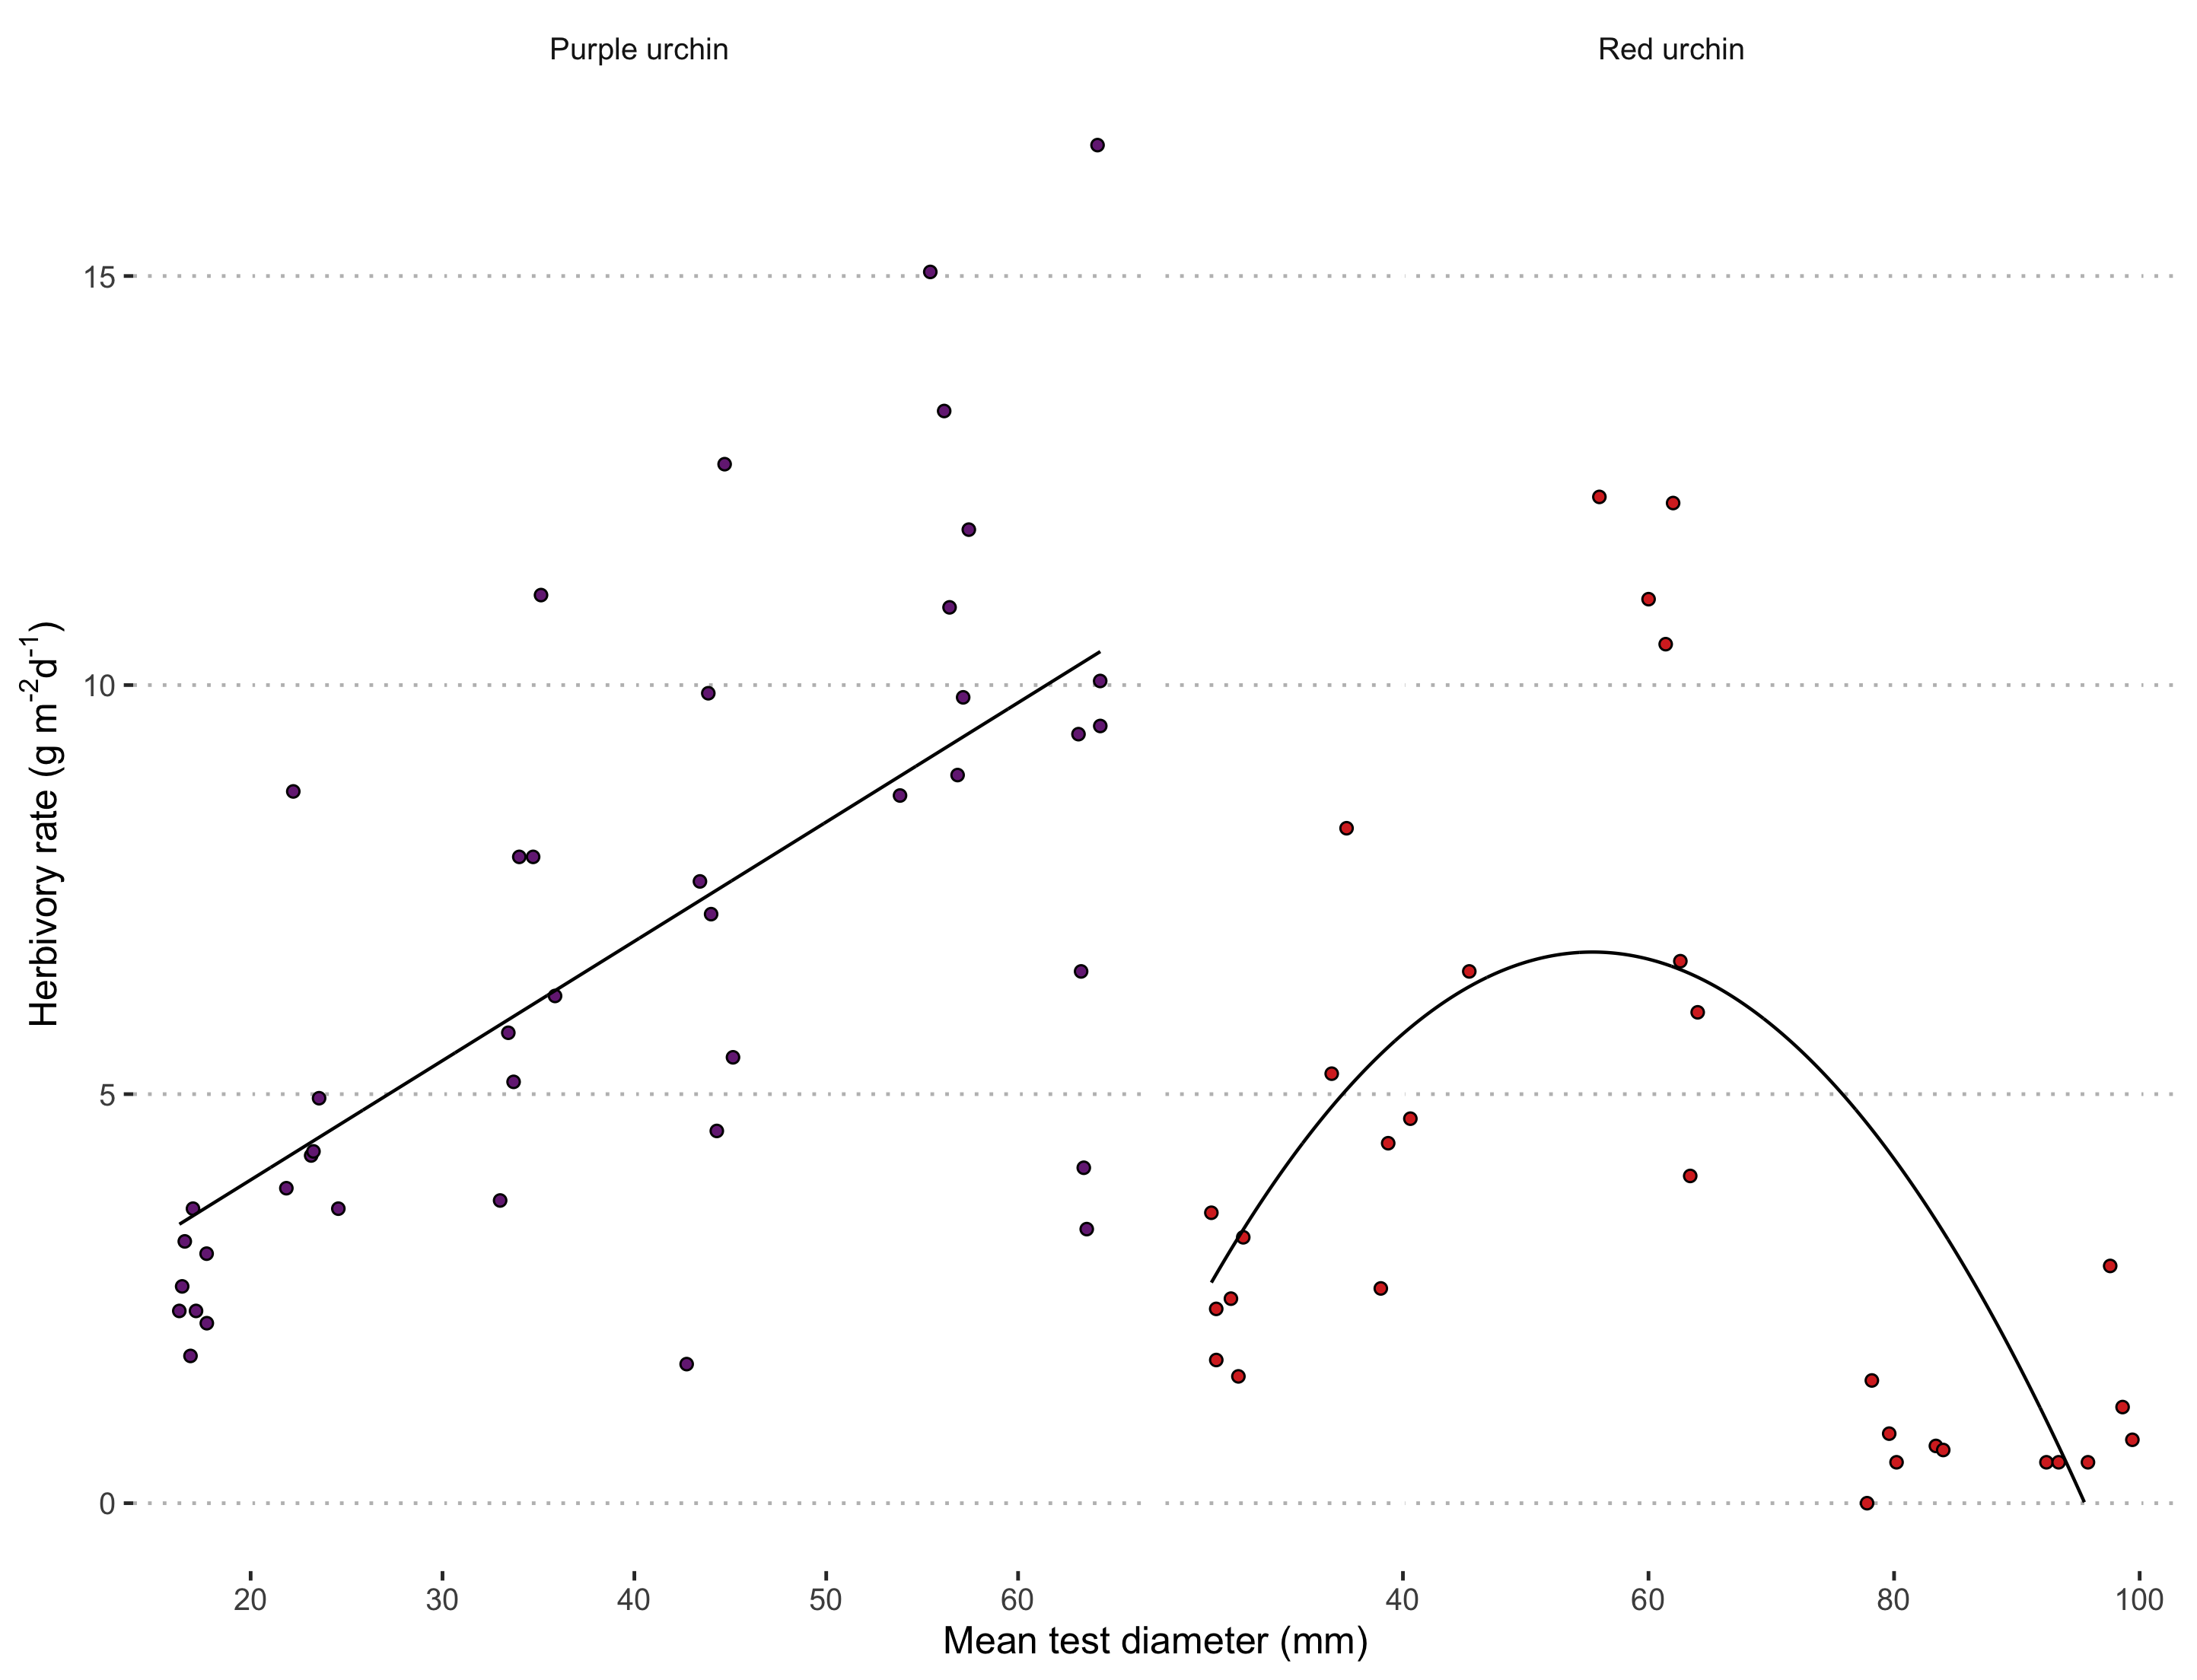 Purple urchin
Red urchin
15
10
5
0
Herbivory rate (g m⁻²d⁻¹)
20 30 40 50 60
40 60 80 100
Mean test diameter (mm)